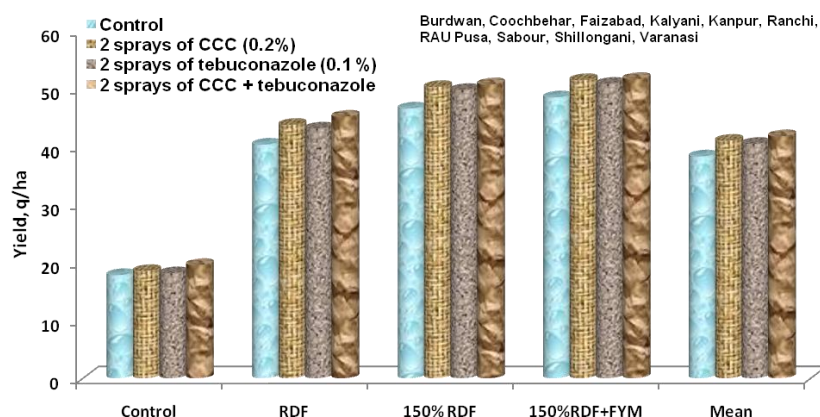 Burdwan, Coochbehar, Faizabad, Kalyani, Kanpur, Ranchi,
RAU Pusa, Sabour, Shillongani, Varanasi
Control
2 sprays of CCC (0.2%)
2 sprays of tebuconazole (0.1%)
2 sprays of CCC + tebuconazole
Yield, q/ha
60
50
40
30
20
10
0
Control RDF 150% RDF 150%RDF+FYM Mean